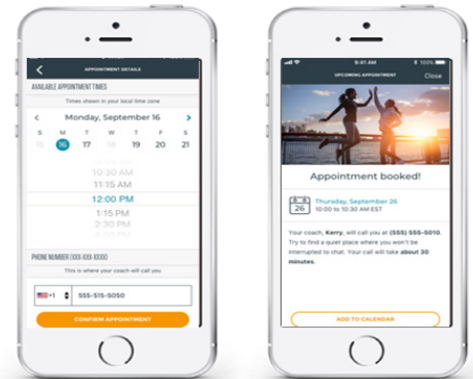 APPOINTMENT DETAILS
AVAILABLE APPOINTMENT TIMES
Times shown in your local time zone
Monday, September 16
S M T W T F S
15 16 17 18 19 20 21
10:30 AM
11:15 AM
12:00 PM
1:15 PM
2:30 PM
4:00 PM
PHONE NUMBER (XXX-XXX-XXXX)
This is where your coach will call you
+1 555-515-5050
CONFIRM APPOINTMENT
9:41 AM 100%
UPCOMING APPOINTMENT Close
Appointment booked!
26
Thursday, September 26
10:00 to 10:30 AM EST
Your coach, Kerry, will call you at (555) 555-5010.
Try to find a quiet place where you won't be
interrupted to chat. Your call will take about 30
minutes.
ADD TO CALENDAR